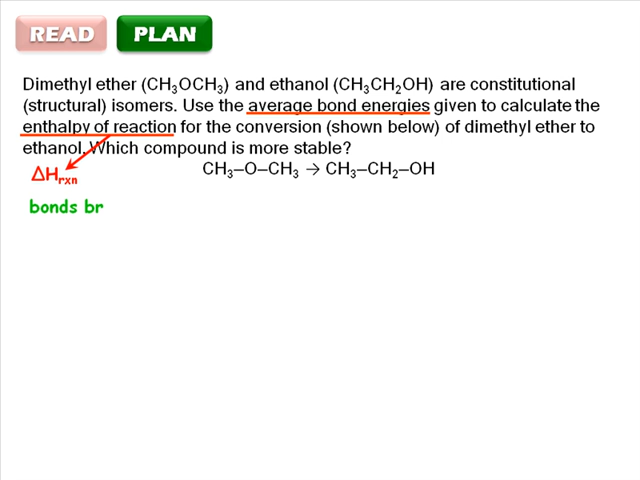 READ PLAN
Dimethyl ether (CH₃OCH₃) and ethanol (CH₃CH₂OH) are constitutional
(structural) isomers. Use the average bond energies given to calculate the
enthalpy of reaction for the conversion (shown below) of dimethyl ether to
ethanol. Which compound is more stable?
CH₃–O–CH₃ → CH₃–CH₂–OH
ΔHrxn
bonds br